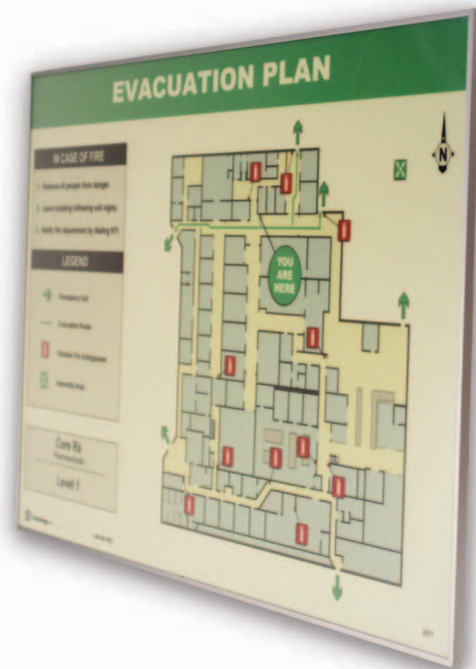 EVACUATION PLAN
IN CASE OF FIRE
1. Remove all people from danger.
2. Leave building following exit signs.
3. Notify fire department by dialing 911.
LEGEND
Emergency Exit
Evacuation Route
Portable Fire Extinguisher
Assembly Area
Core Rx
Pharmaceuticals
Level 1
YOU
ARE
HERE
N